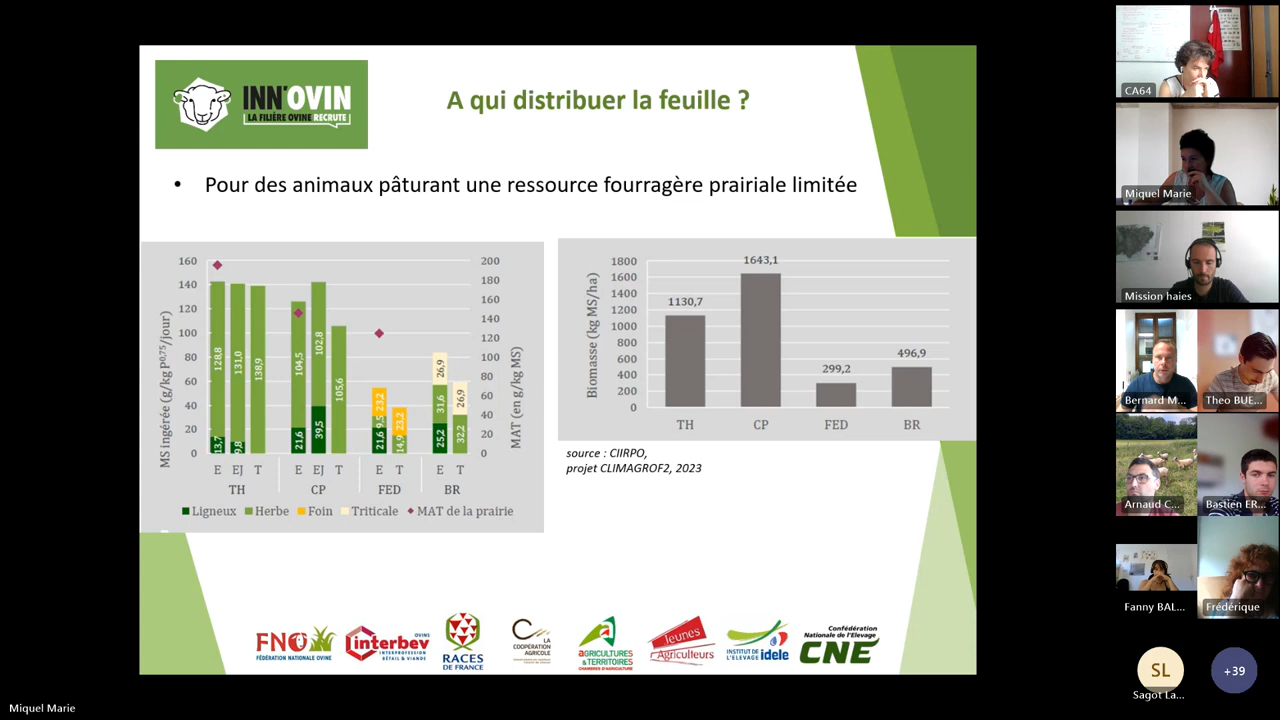 INN'OVIN
LA FILIÈRE OVINE RECRUTE
A qui distribuer la feuille ?
• Pour des animaux pâturant une ressource fourragère prairiale limitée
MS ingérée (g/kg P0,75/jour)
160
140
120
100
80
60
40
20
0
200
180
160
140
120
100
80
60
40
20
0
MAT (en g/kg MS)
128,8
13,7
131,0
9,8
138,9
104,5
21,6
102,8
39,5
105,6
23,2
9,5
21,6
23,2
14,9
26,9
31,6
25,2
26,9
32,2
E EJ T E EJ T E T E T
TH CP FED BR
Ligneux Herbe Foin Triticale MAT de la prairie
Biomasse (kg MS/ha)
1800
1600
1400
1200
1000
800
600
400
200
0
1130,7
1643,1
299,2
496,9
TH CP FED BR
source : CIIRPO,
projet CLIMAGROF2, 2023
FNO
FÉDÉRATION NATIONALE OVINE
interbev
OVINS
INTERPROFESSION
BÉTAIL & VIANDE
RACES
DE FRANCE
LA
COOPÉRATION
AGRICOLE
AGRICULTURES
& TERRITOIRES
CHAMBRES D'AGRICULTURE
Jeunes
Agriculteurs
INSTITUT DE L'ELEVAGE idele
Confédération
Nationale de l'Elevage
CNE
CA64
Miquel Marie
Mission haies
Bernard M...
Theo BUE...
Arnaud C...
Bastien ER...
Fanny BAL...
Frédérique
SL
Sagot La...
+39
Miquel Marie